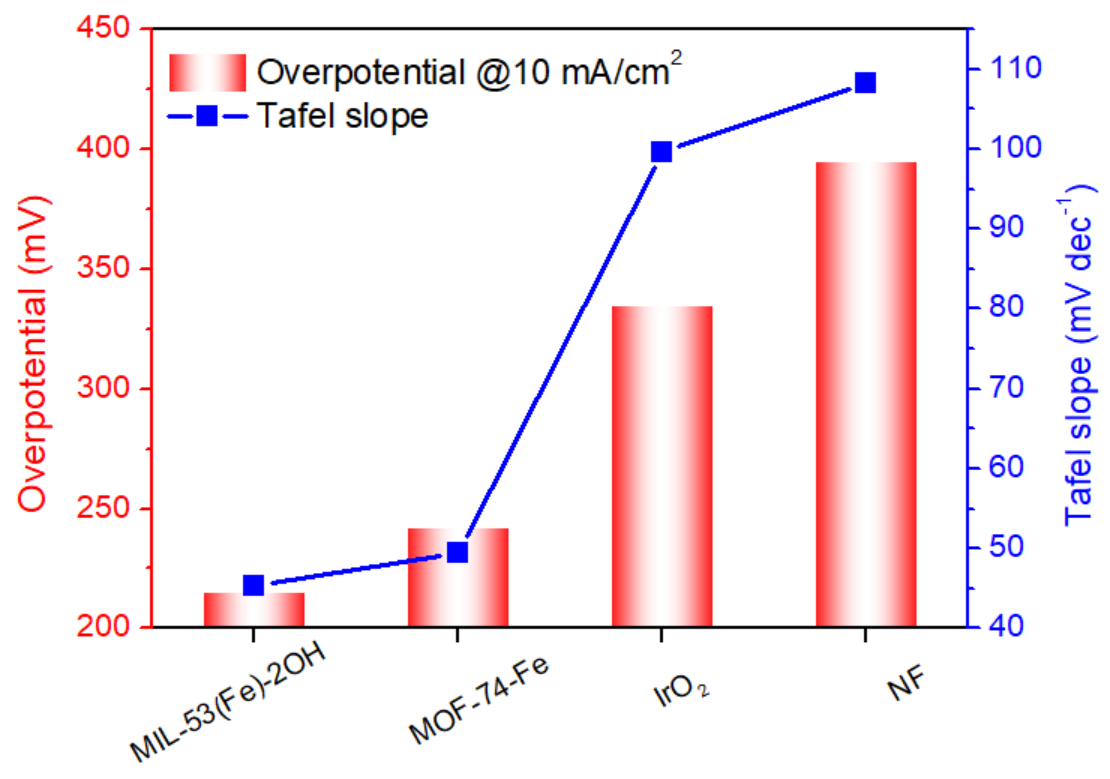 Overpotential @10 mA/cm²
Tafel slope
Overpotential (mV)
450
400
350
300
250
200
110
100
90
80
70
60
50
40
Tafel slope (mV dec⁻¹)
MIL-53(Fe)-2OH
MOF-74-Fe
IrO₂
NF